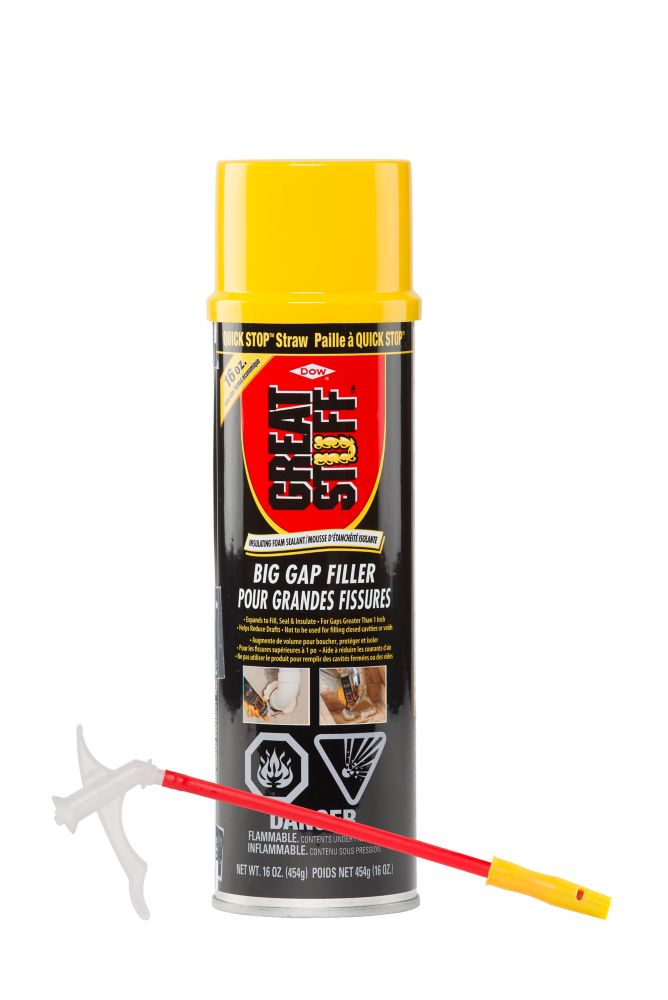 QUICK STOP™ Straw Paille à QUICK STOP™
16 oz.
DOW
GREAT
STUFF™
INSULATING FOAM SEALANT/MOUSSE D'ÉTANCHÉITÉ ISOLANTE
BIG GAP FILLER
POUR GRANDES FISSURES
• Expands to Fill, Seal & Insulate • For Gaps Greater Than 1 Inch
• Helps Reduce Drafts • Not to be used for filling closed cavities or voids
• Augmente de volume pour boucher, protéger et isoler
• Pour les fissures supérieures à 1 po • Aide à réduire les courants d'air
• Ne pas utiliser le produit pour remplir des cavités fermées ou des vides
DANGER
FLAMMABLE. CONTENTS UNDER
INFLAMMABLE. CONTENU SOUS PRESSION.
NET WT. 16 OZ. (454g) POIDS NET 454g (16 OZ.)